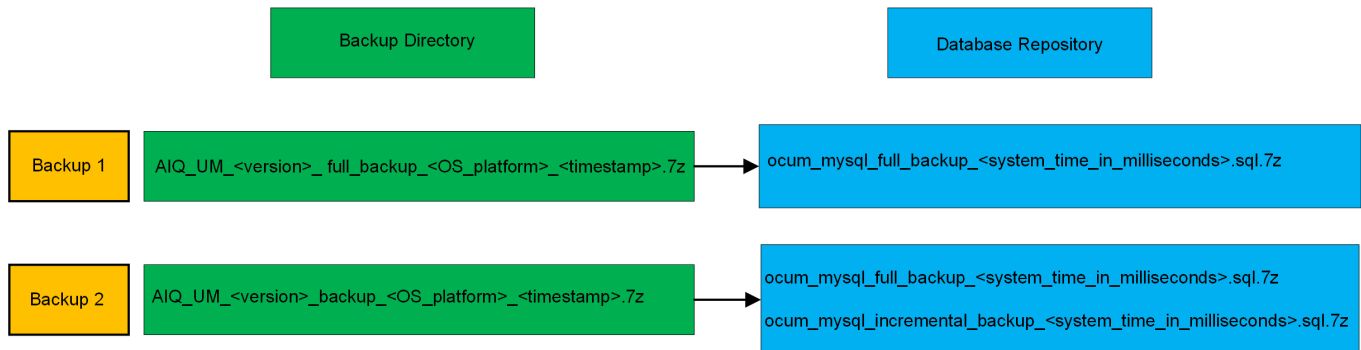 Backup Directory
Database Repository
Backup 1
AIQ_UM_<version>_ full_backup_<OS_platform>_<timestamp>.7z
ocum_mysql_full_backup_<system_time_in_milliseconds>.sql.7z
Backup 2
AIQ_UM_<version>_backup_<OS_platform>_<timestamp>.7z
ocum_mysql_full_backup_<system_time_in_milliseconds>.sql.7z
ocum_mysql_incremental_backup_<system_time_in_milliseconds>.sql.7z